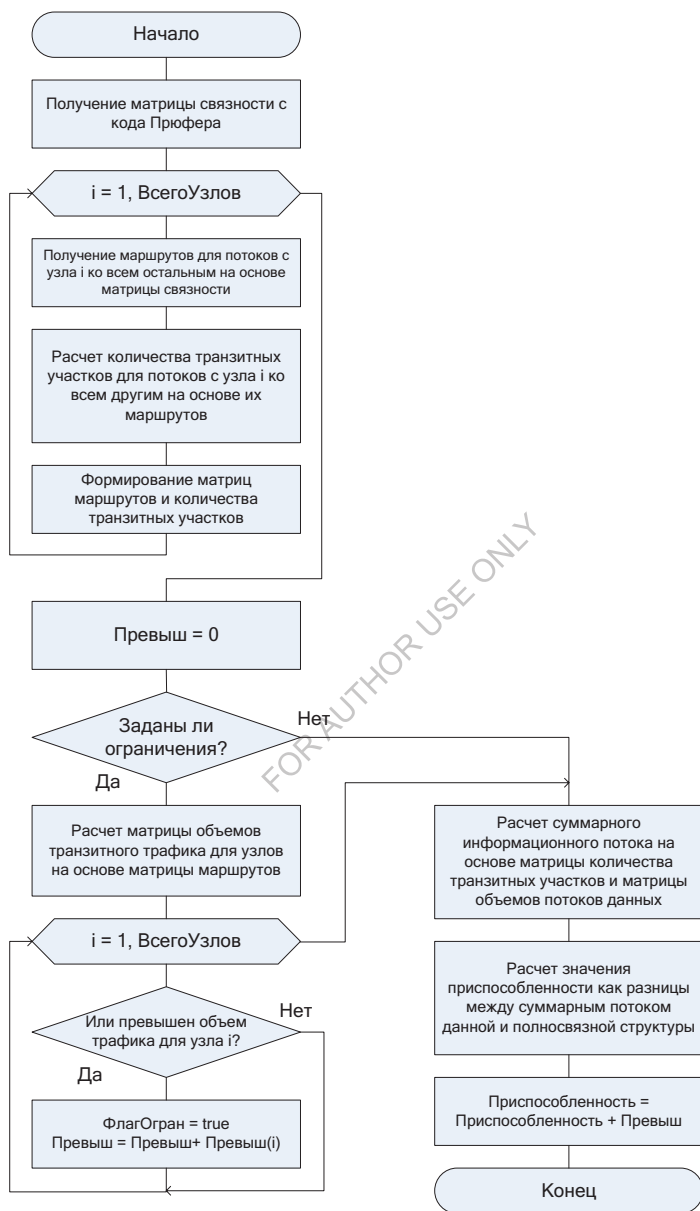 Начало
Получение матрицы связности с
кода Прюфера
i = 1, ВсегоУзлов
Получение маршрутов для потоков с
узла i ко всем остальным на основе
матрицы связности
Расчет количества транзитных
участков для потоков с узла i ко
всем другим на основе их
маршрутов
Формирование матриц
маршрутов и количества
транзитных участков
Превыш = 0
Заданы ли
ограничения?
Нет
Да
Расчет матрицы объемов
транзитного трафика для узлов
на основе матрицы маршрутов
i = 1, ВсегоУзлов
Или превышен объем
трафика для узла i?
Нет
Да
ФлагОгран = true
Превыш = Превыш+ Превыш(i)
Расчет суммарного
информационного потока на
основе матрицы количества
транзитных участков и матрицы
объемов потоков данных
Расчет значения
приспособленности как разницы
между суммарным потоком
данной и полносвязной структуры
Приспособленность =
Приспособленность + Превыш
Конец
FOR AUTHOR USE ONLY